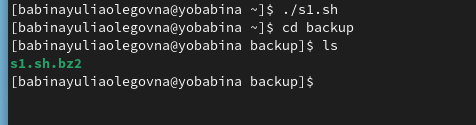 [babinayuliaolegovna@yobabina ~]$ ./s1.sh
[babinayuliaolegovna@yobabina ~]$ cd backup
[babinayuliaolegovna@yobabina backup]$ ls
s1.sh.bz2
[babinayuliaolegovna@yobabina backup]$